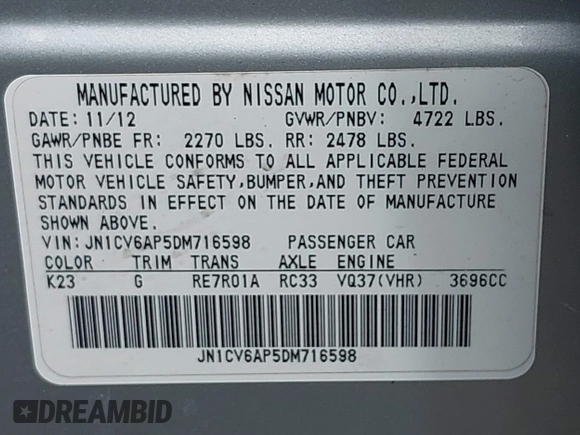 MANUFACTURED BY NISSAN MOTOR CO.,LTD.
DATE: 11/12 GVWR/PNBV: 4722 LBS.
GAWR/PNBE FR: 2270 LBS. RR: 2478 LBS.
THIS VEHICLE CONFORMS TO ALL APPLICABLE FEDERAL
MOTOR VEHICLE SAFETY,BUMPER,AND THEFT PREVENTION
STANDARDS IN EFFECT ON THE DATE OF MANUFACTURE
SHOWN ABOVE.
VIN:JN1CV6AP5DM716598 PASSENGER CAR
COLOR TRIM TRANS AXLE ENGINE
K23 G RE7R01A RC33 VQ37(VHR) 3696CC
JN1CV6AP5DM716598
DREAMBID